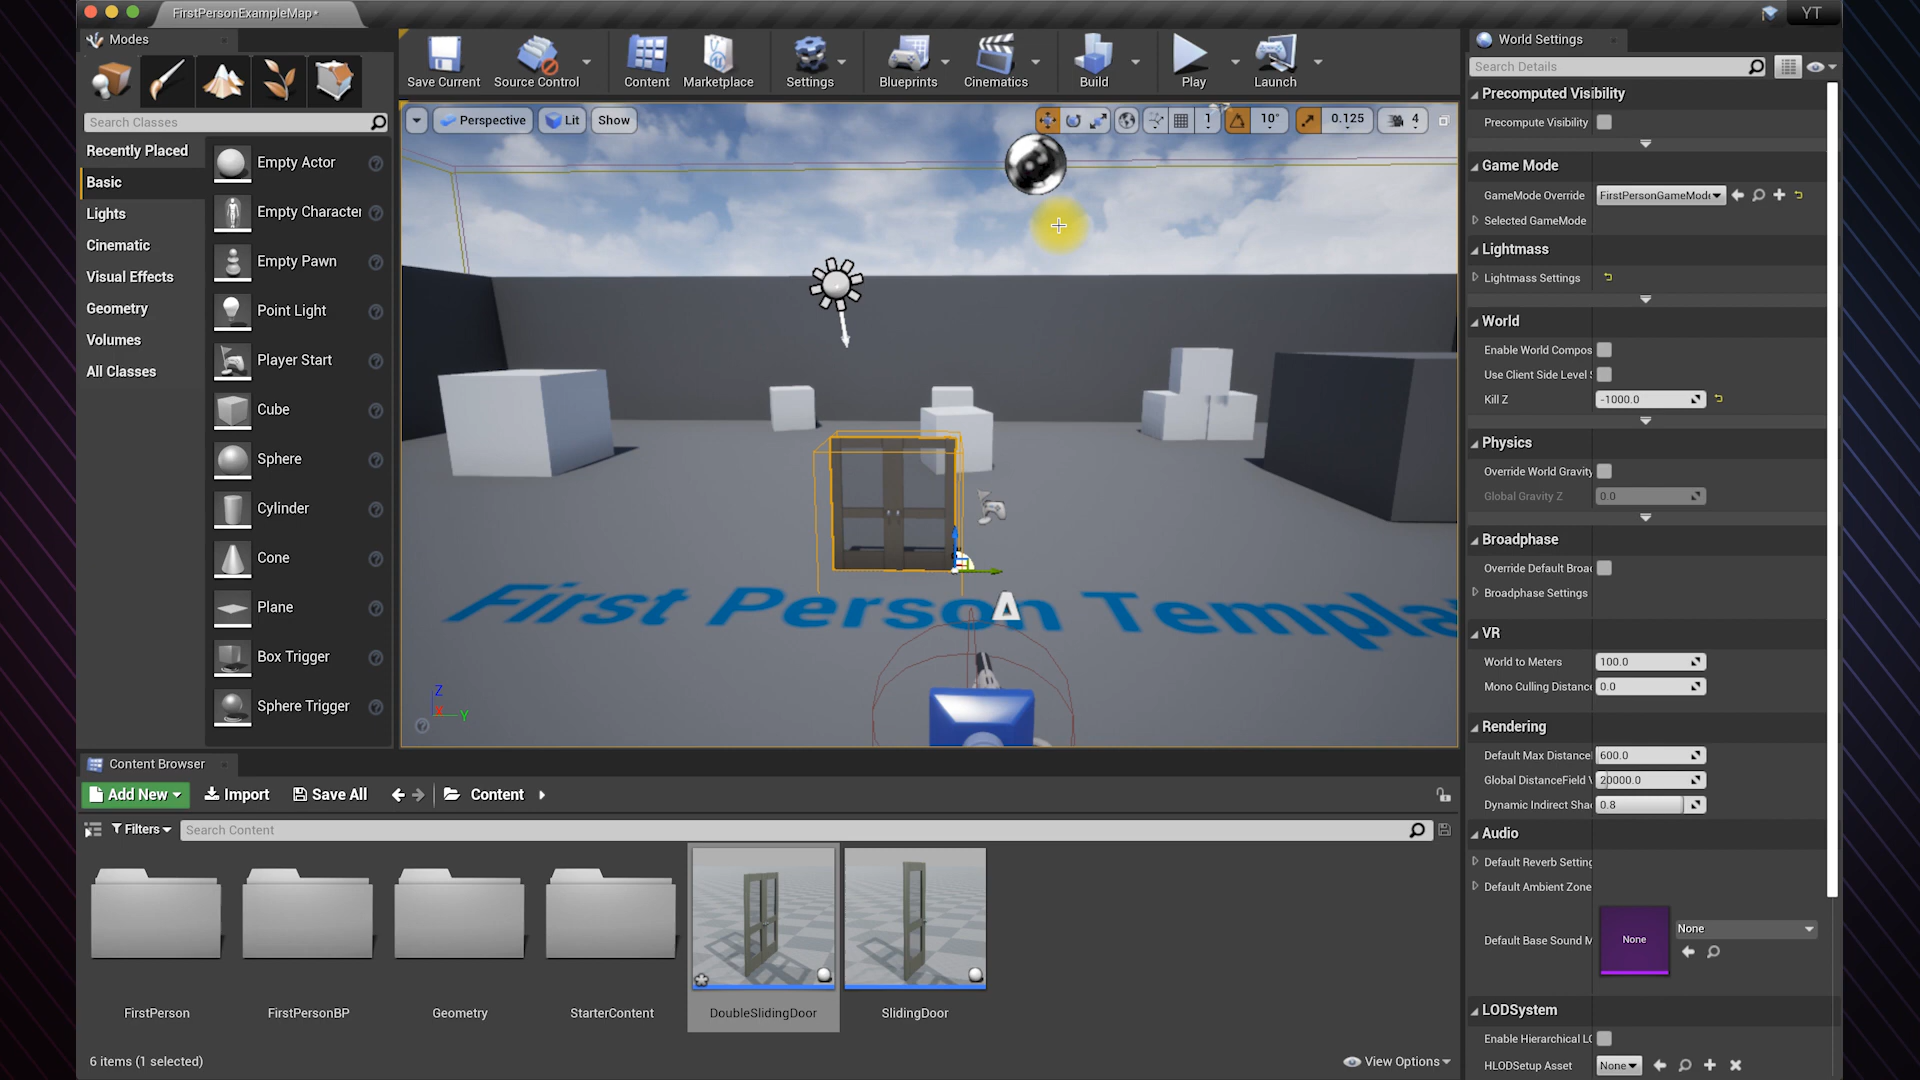 FirstPersonExampleMap*
YT
Modes
World Settings
Save Current
Source Control
Content
Marketplace
Settings
Blueprints
Cinematics
Build
Play
Launch
Search Classes
Search Details
Recently Placed
Basic
Lights
Cinematic
Visual Effects
Geometry
Volumes
All Classes
Empty Actor
Empty Character
Empty Pawn
Point Light
Player Start
Cube
Sphere
Cylinder
Cone
Plane
Box Trigger
Sphere Trigger
Perspective
Lit
Show
1
10°
0.125
4
First Person Templa
Z
X
Y
Precomputed Visibility
Precompute Visibility
Game Mode
GameMode Override
FirstPersonGameMode
Selected GameMode
Lightmass
Lightmass Settings
World
Enable World Compos
Use Client Side Level S
Kill Z
-1000.0
Physics
Override World Gravity
Global Gravity Z
0.0
Broadphase
Override Default Broad
Broadphase Settings
VR
World to Meters
100.0
Mono Culling Distance
0.0
Rendering
Default Max Distance
600.0
Global DistanceField V
20000.0
Dynamic Indirect Sha
0.8
Audio
Default Reverb Setting
Default Ambient Zone
Default Base Sound M
None
None
LODSystem
Enable Hierarchical LO
HLODSetup Asset
None
Content Browser
Add New
Import
Save All
Content
Filters
Search Content
FirstPerson
FirstPersonBP
Geometry
StarterContent
DoubleSlidingDoor
SlidingDoor
6 items (1 selected)
View Options